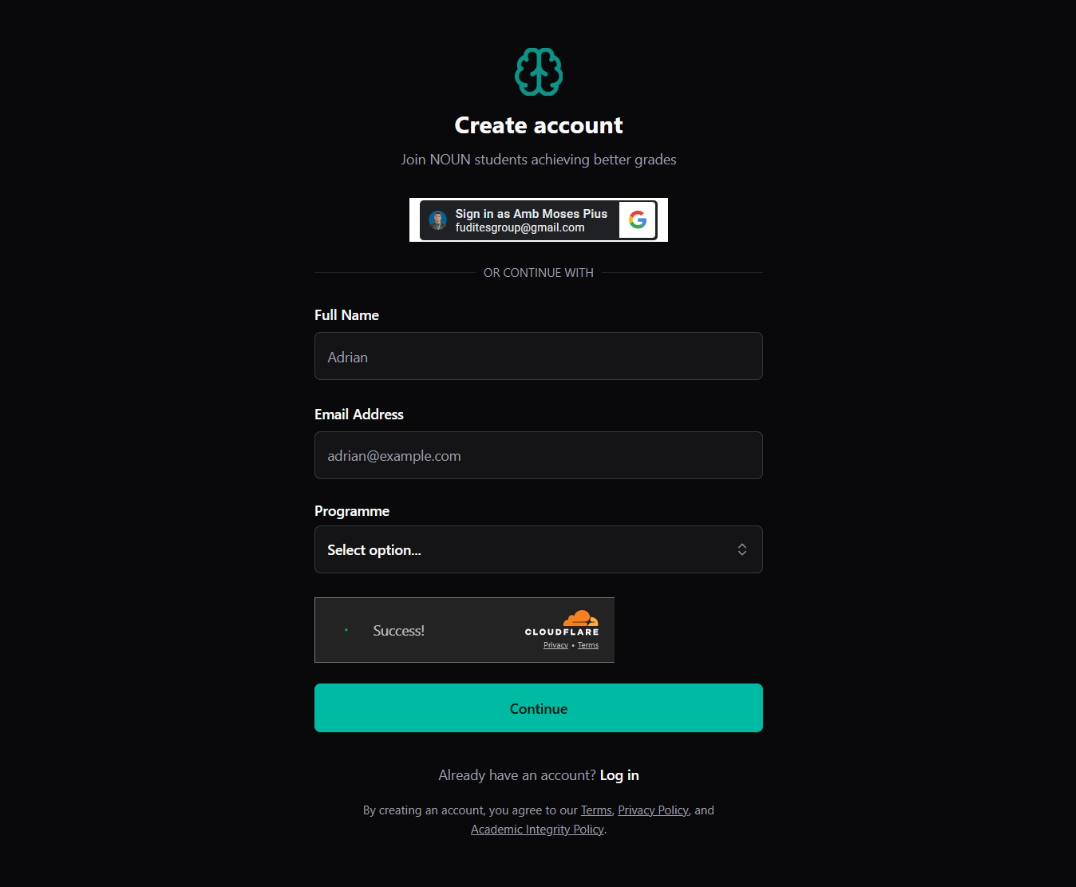 Create account
Join NOUN students achieving better grades
Sign in as Amb Moses Pius
fuditesgroup@gmail.com
OR CONTINUE WITH
Full Name
Adrian
Email Address
adrian@example.com
Programme
Select option...
Success!
CLOUDFLARE
Privacy • Terms
Continue
Already have an account? Log in
By creating an account, you agree to our Terms, Privacy Policy, and
Academic Integrity Policy.